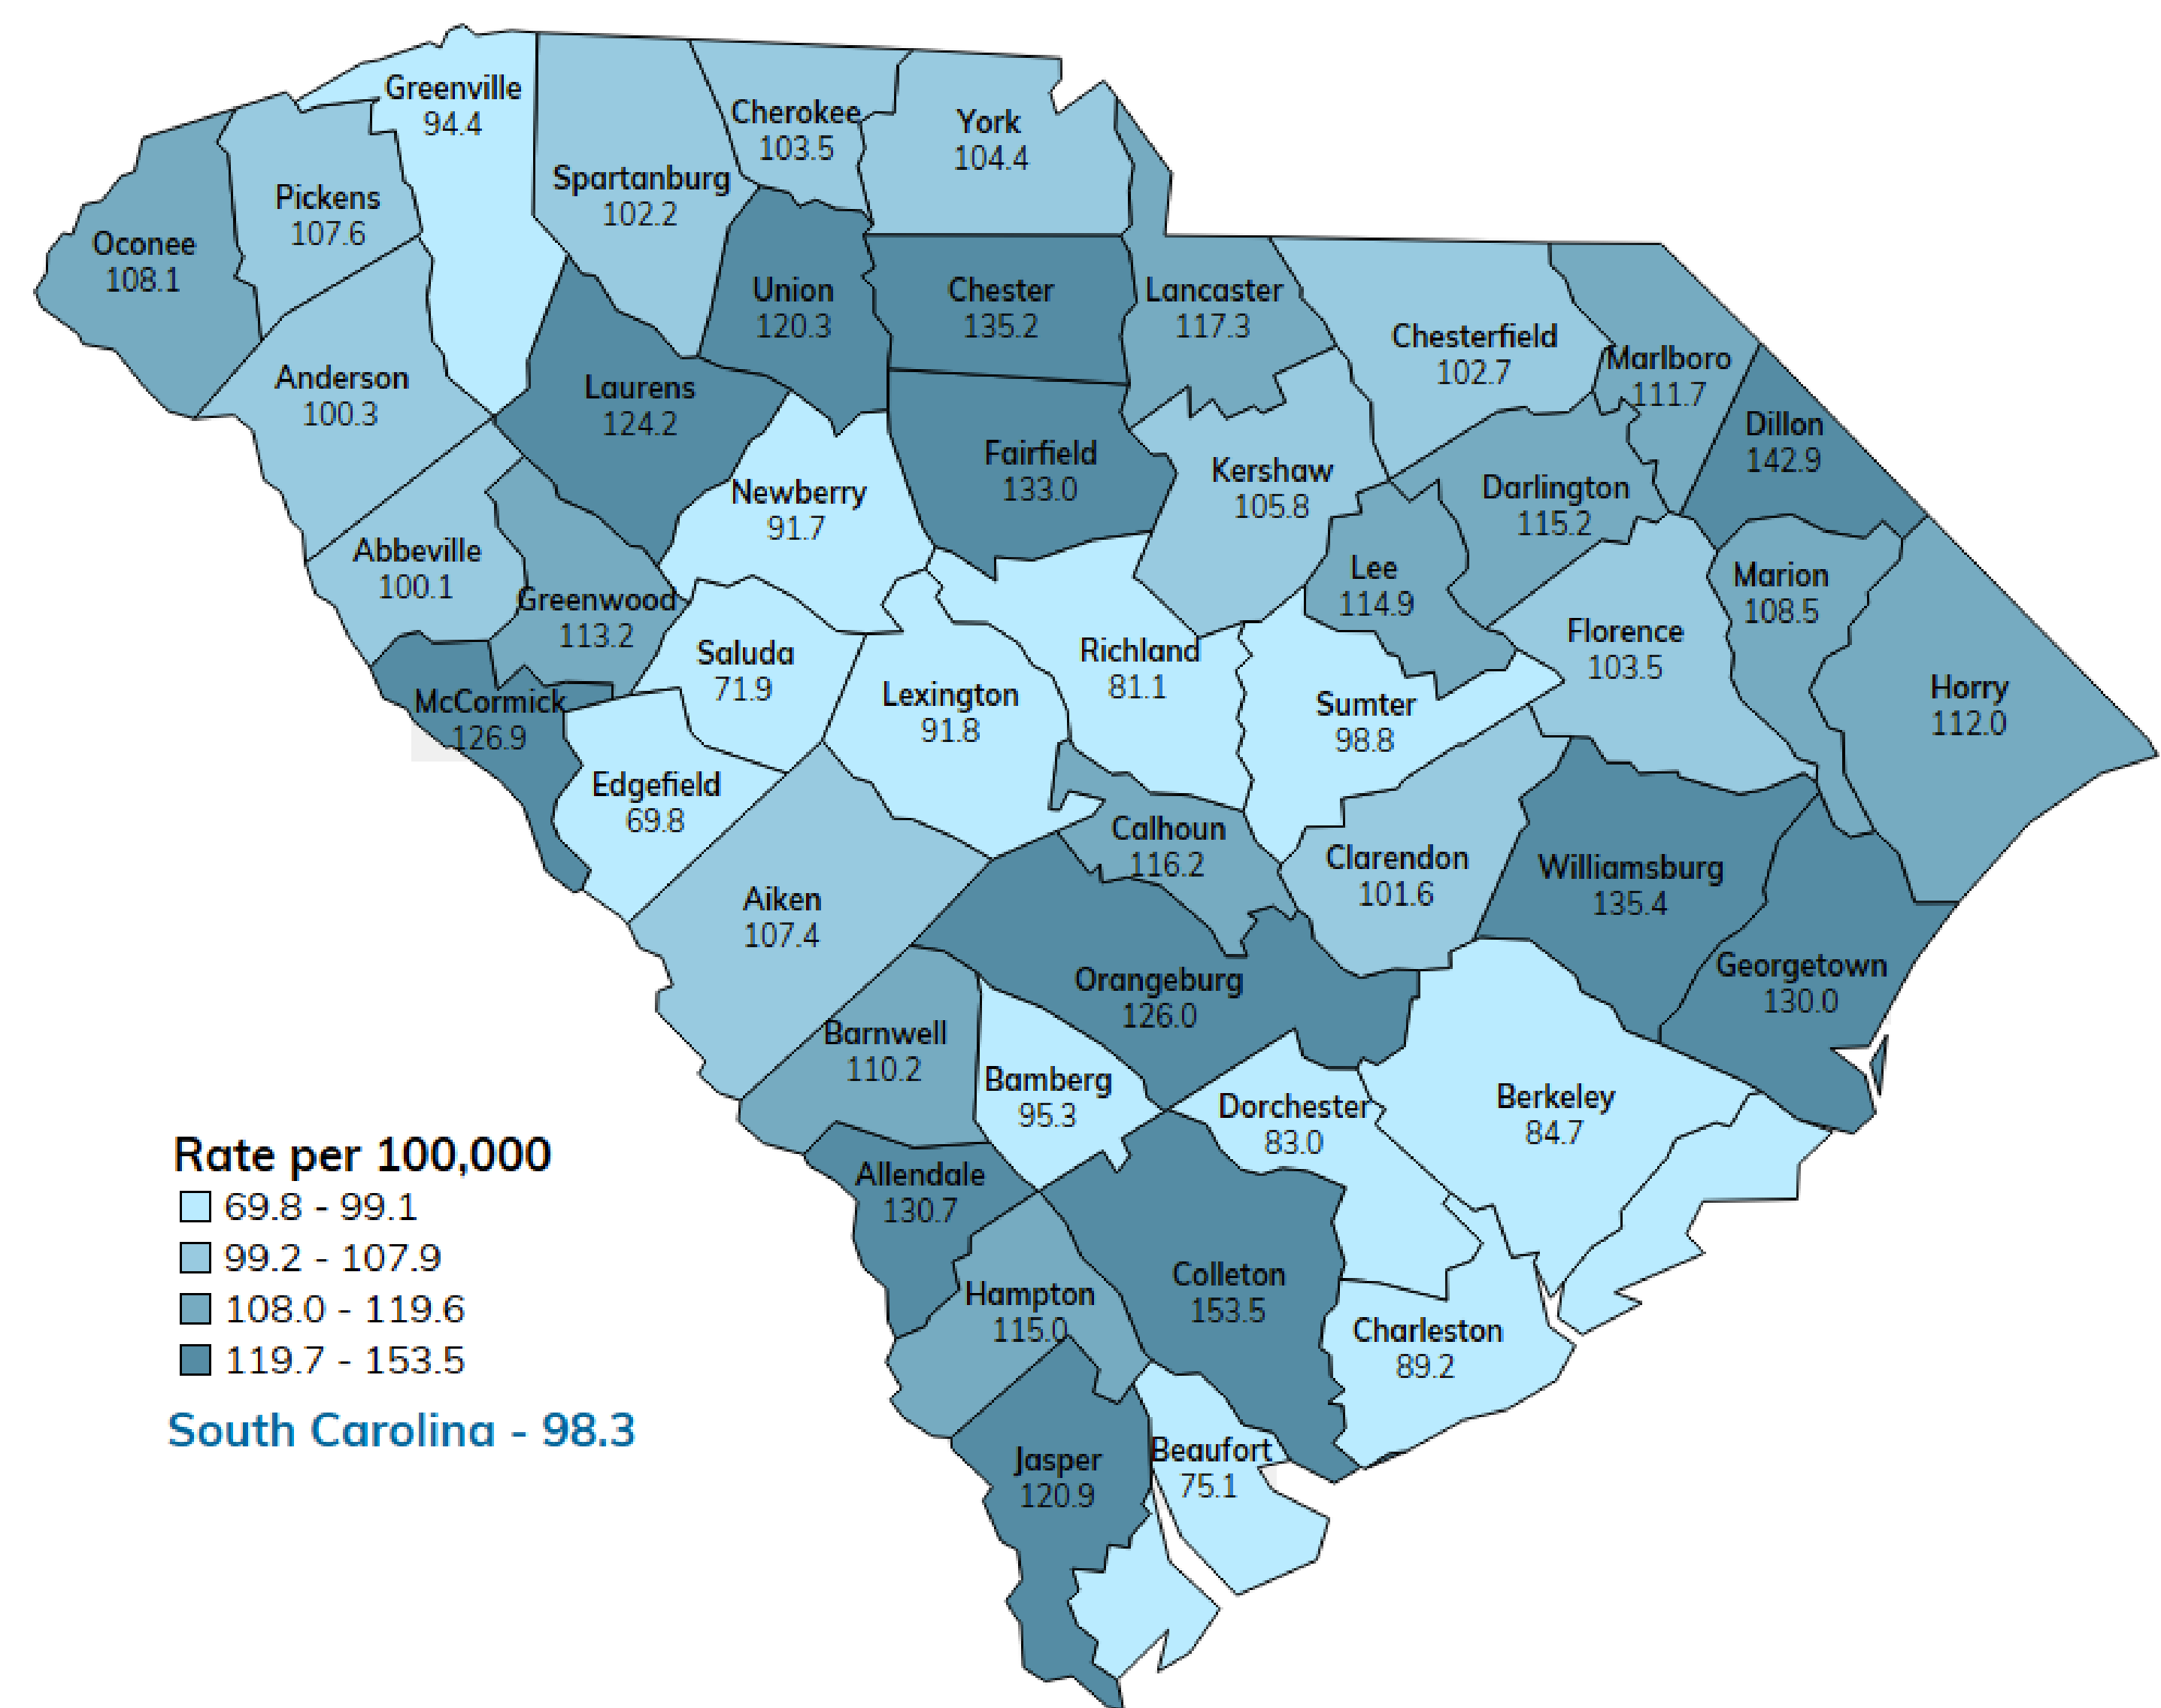 Greenville
94.4
Cherokee
103.5
York
104.4
Spartanburg
102.2
Pickens
107.6
Oconee
108.1
Union
120.3
Chester
135.2
Lancaster
117.3
Chesterfield
102.7
Marlboro
111.7
Anderson
100.3
Laurens
124.2
Dillon
142.9
Fairfield
133.0
Kershaw
105.8
Newberry
91.7
Darlington
115.2
Abbeville
100.1
Greenwood
113.2
Lee
114.9
Marion
108.5
Florence
103.5
Saluda
71.9
Richland
81.1
Lexington
91.8
Sumter
98.8
Horry
112.0
McCormick
126.9
Edgefield
69.8
Calhoun
116.2
Clarendon
101.6
Williamsburg
135.4
Aiken
107.4
Georgetown
130.0
Orangeburg
126.0
Barnwell
110.2
Bamberg
95.3
Dorchester
83.0
Berkeley
84.7
Allendale
130.7
Hampton
115.0
Colleton
153.5
Charleston
89.2
Beaufort
75.1
Jasper
120.9
Rate per 100,000
69.8 - 99.1
99.2 - 107.9
108.0 - 119.6
119.7 - 153.5
South Carolina - 98.3